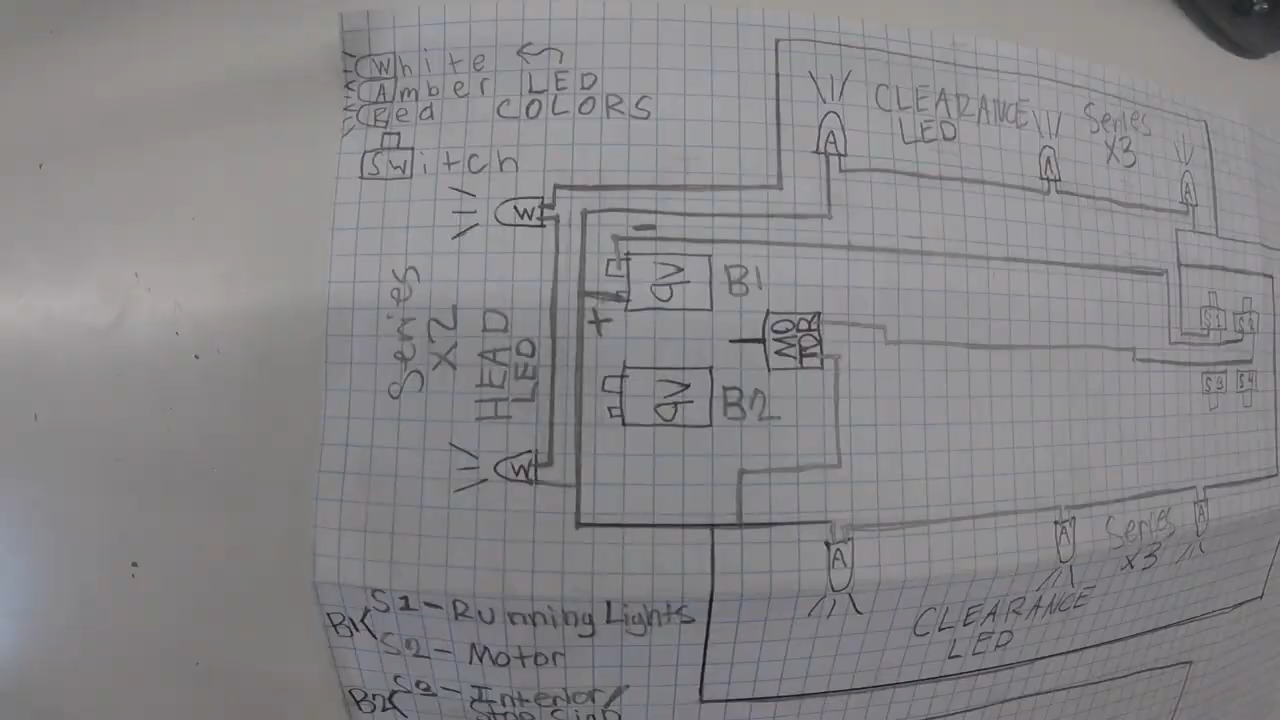 White
Amber LED
Red COLORS
Switch
W
Series
X2
HEAD
LED
W
A
CLEARANCE
LED
A
Series
X3
A
-
+
9V
B1
9V
B2
MO
TOR
S1
S2
S3
S4
A
A
Series
X3
A
CLEARANCE
LED
B1< S1-Running Lights
S2-Motor
B2< Interior/